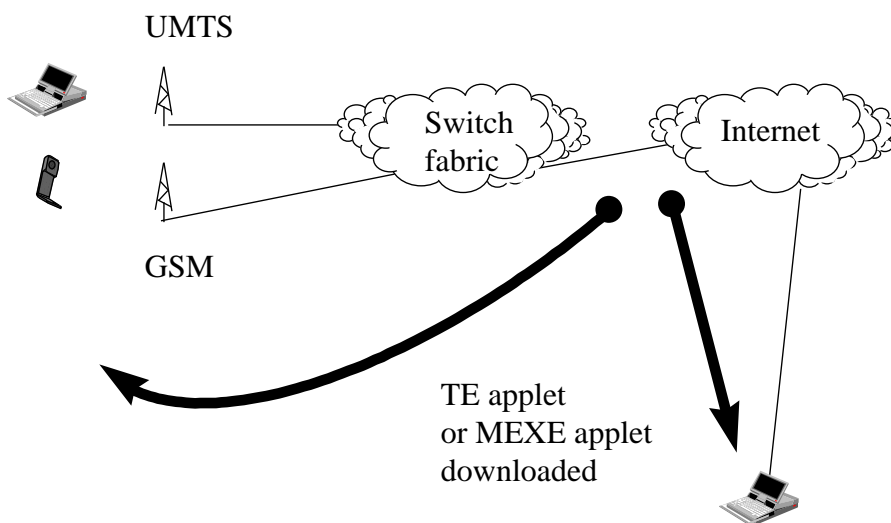 UMTS
Switch
fabric
Internet
GSM
TE applet
or MEXE applet
downloaded